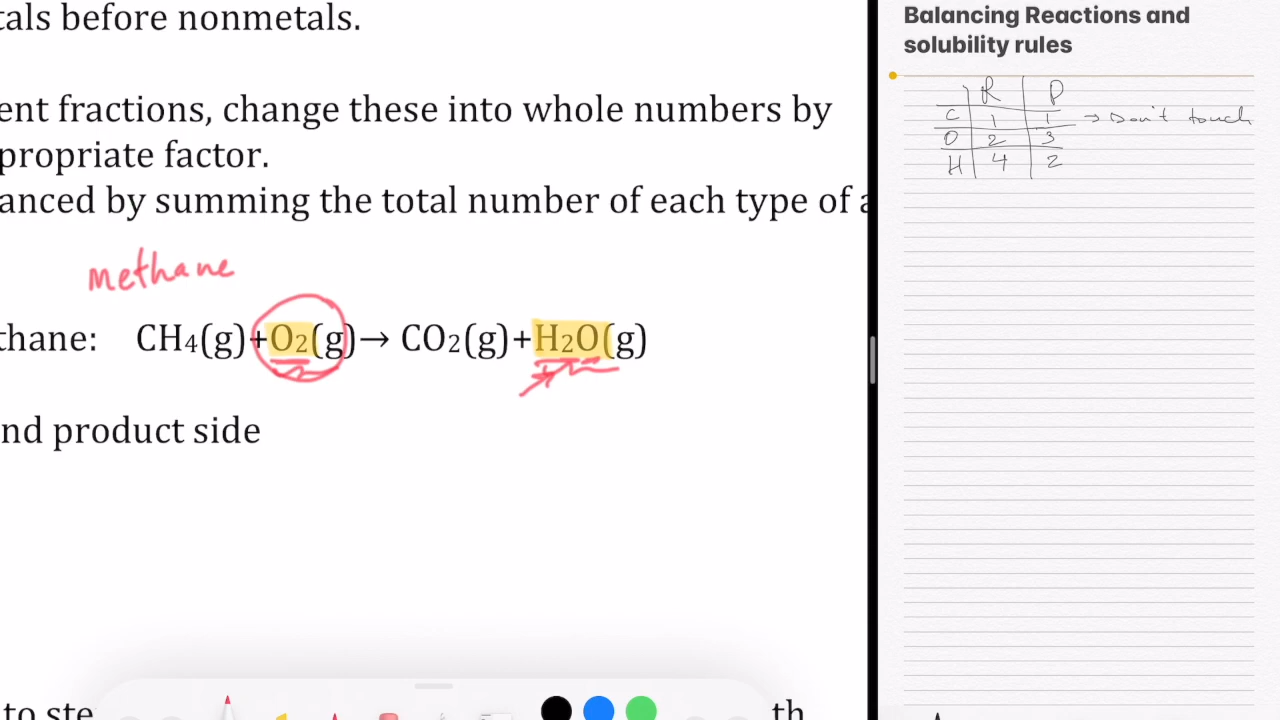 tals before nonmetals.
ent fractions, change these into whole numbers by
propriate factor.
anced by summing the total number of each type of a
methane
thane: CH4(g)+O2(g)→ CO2(g)+H2O(g)
nd product side
to ste th
Balancing Reactions and
solubility rules
R P
C 1 1 → Don't touch
O 2 3
H 4 2